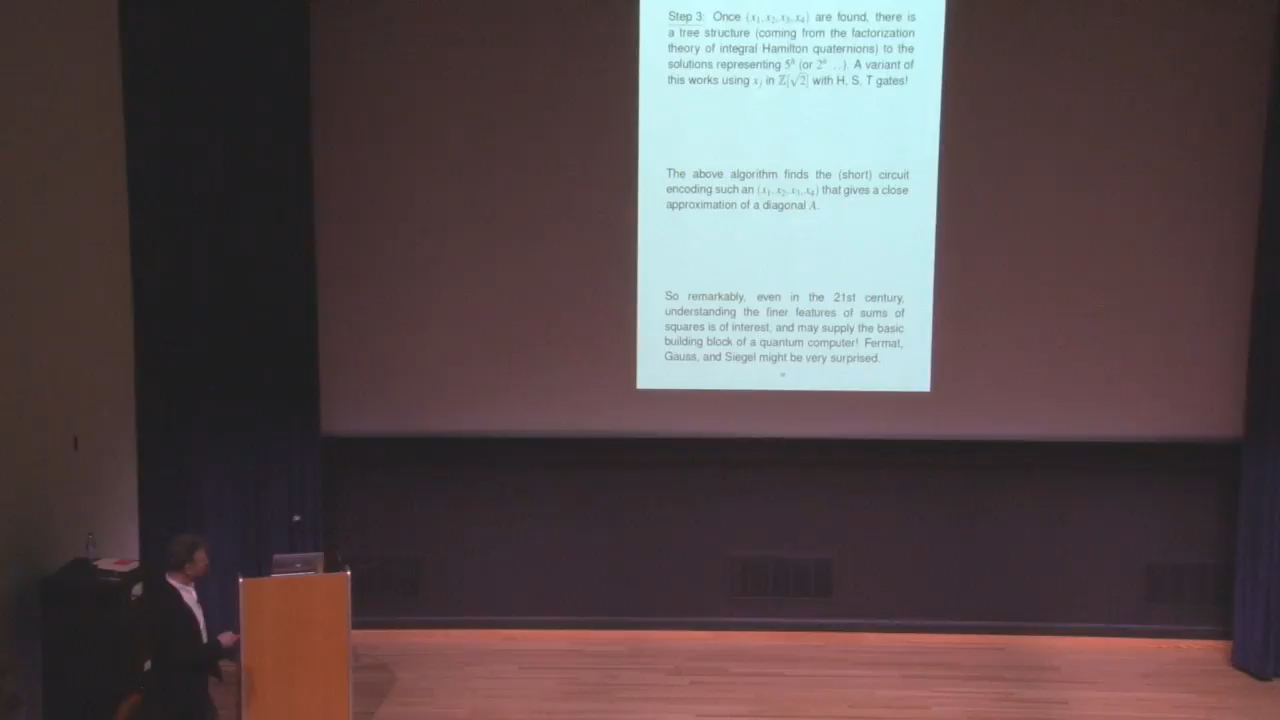 Step 3: Once (x₁, x₂, x₃, x₄) are found, there is
a tree structure (coming from the factorization
theory of integral Hamilton quaternions) to the
solutions representing 5ᵏ (or 2ᵏ ...). A variant of
this works using xⱼ in ℤ[√2] with H, S, T gates!
The above algorithm finds the (short) circuit
encoding such an (x₁, x₂, x₃, x₄) that gives a close
approximation of a diagonal A.
So remarkably, even in the 21st century,
understanding the finer features of sums of
squares is of interest, and may supply the basic
building block of a quantum computer! Fermat,
Gauss, and Siegel might be very surprised.